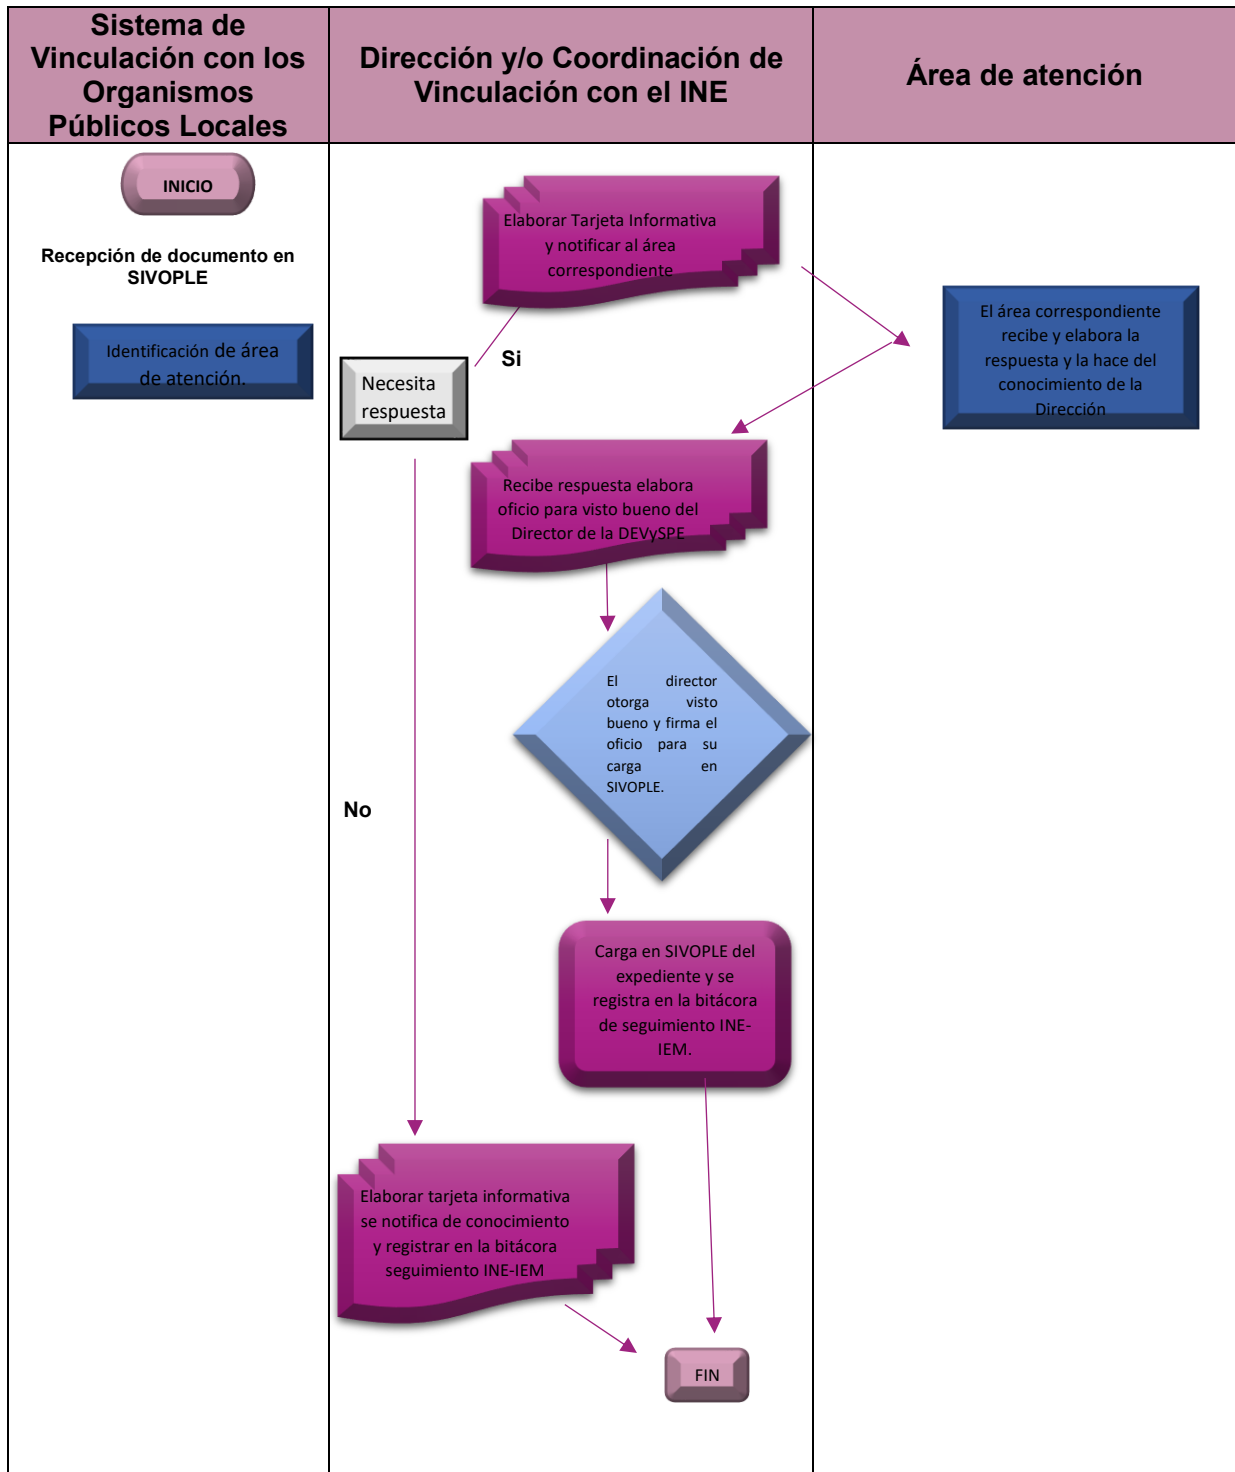 Sistema de
Vinculación con los
Organismos
Públicos Locales
Dirección y/o Coordinación de
Vinculación con el INE
Área de atención
INICIO
Recepción de documento en
SIVOPLE
Identificación de área
de atención.
Elaborar Tarjeta Informativa
y notificar al área
correspondiente
Si
Necesita
respuesta
El área correspondiente
recibe y elabora la
respuesta y la hace del
conocimiento de la
Dirección
Recibe respuesta elabora
oficio para visto bueno del
Director de la DEVySPE
El director
otorga visto
bueno y firma el
oficio para su
carga en
SIVOPLE.
No
Carga en SIVOPLE del
expediente y se
registra en la bitácora
de seguimiento INE-
IEM.
Elaborar tarjeta informativa
se notifica de conocimiento
y registrar en la bitácora
seguimiento INE-IEM
FIN